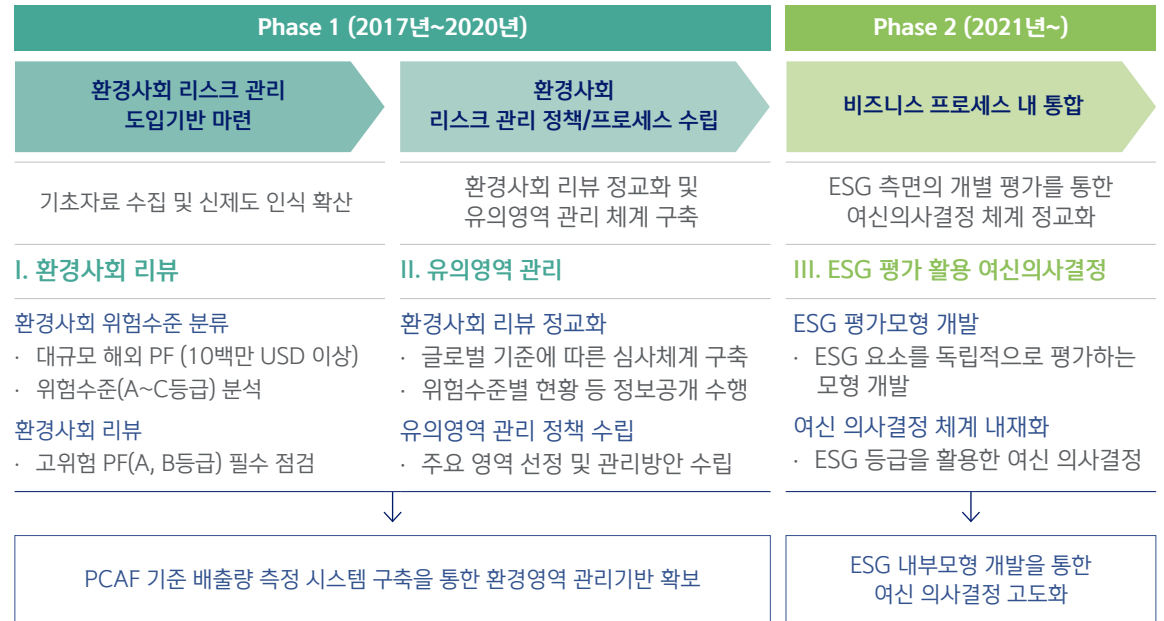 Phase 1 (2017년~2020년)
Phase 2 (2021년~)
환경사회 리스크 관리
도입기반 마련
환경사회
리스크 관리 정책/프로세스 수립
비즈니스 프로세스 내 통합
기초자료 수집 및 신제도 인식 확산
환경사회 리뷰 정교화 및
유의영역 관리 체계 구축
ESG 측면의 개별 평가를 통한
여신의사결정 체계 정교화
I. 환경사회 리뷰
환경사회 위험수준 분류
· 대규모 해외 PF (10백만 USD 이상)
· 위험수준(A~C등급) 분석
환경사회 리뷰
· 고위험 PF(A, B등급) 필수 점검
II. 유의영역 관리
환경사회 리뷰 정교화
· 글로벌 기준에 따른 심사체계 구축
· 위험수준별 현황 등 정보공개 수행
유의영역 관리 정책 수립
· 주요 영역 선정 및 관리방안 수립
III. ESG 평가 활용 여신의사결정
ESG 평가모형 개발
· ESG 요소를 독립적으로 평가하는
모형 개발
여신 의사결정 체계 내재화
· ESG 등급을 활용한 여신 의사결정
PCAF 기준 배출량 측정 시스템 구축을 통한 환경영역 관리기반 확보
ESG 내부모형 개발을 통한
여신 의사결정 고도화